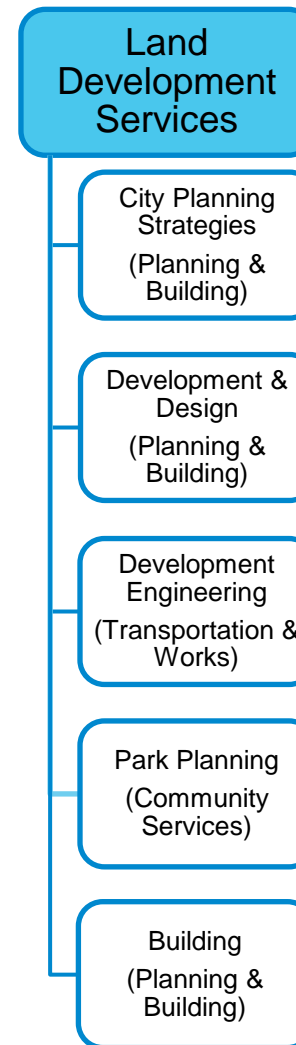 Land
Development
Services
City Planning
Strategies
(Planning &
Building)
Development &
Design
(Planning &
Building)
Development
Engineering
(Transportation &
Works)
Park Planning
(Community
Services)
Building
(Planning &
Building)